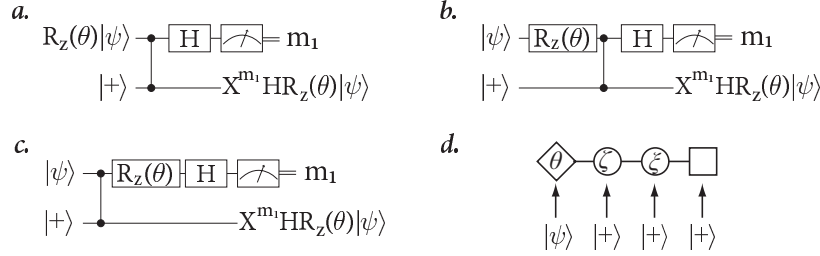 a.
R_z(θ)|ψ⟩ H m₁
|+⟩ X^{m₁}HR_z(θ)|ψ⟩
b.
|ψ⟩ R_z(θ) H m₁
|+⟩ X^{m₁}HR_z(θ)|ψ⟩
c.
|ψ⟩ R_z(θ) H m₁
|+⟩ X^{m₁}HR_z(θ)|ψ⟩
d.
θ ζ ξ
|ψ⟩ |+⟩ |+⟩ |+⟩